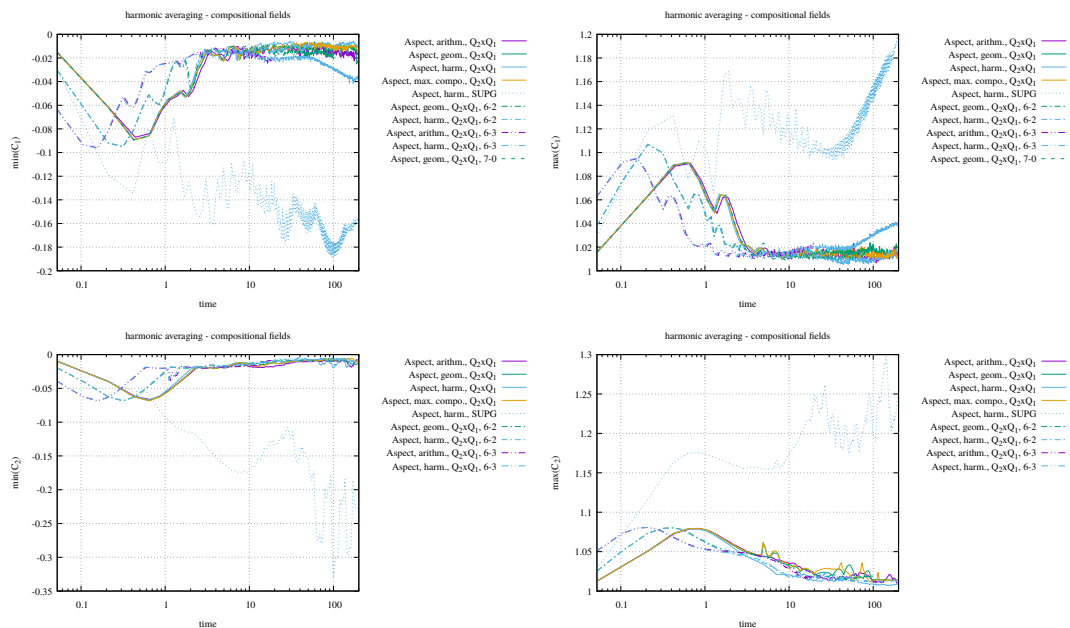 harmonic averaging - compositional fields
min(C1)
0
-0.02
-0.04
-0.06
-0.08
-0.1
-0.12
-0.14
-0.16
-0.18
-0.2
0.1 1 10 100
time
Aspect, arithm., Q2xQ1
Aspect, geom., Q2xQ1
Aspect, harm., Q2xQ1
Aspect, max. compo., Q2xQ1
Aspect, harm., SUPG
Aspect, geom., Q2xQ1, 6-2
Aspect, harm., Q2xQ1, 6-2
Aspect, arithm., Q2xQ1, 6-3
Aspect, harm., Q2xQ1, 6-3
Aspect, geom., Q2xQ1, 7-0
harmonic averaging - compositional fields
max(C1)
1.2
1.18
1.16
1.14
1.12
1.1
1.08
1.06
1.04
1.02
1
0.1 1 10 100
time
Aspect, arithm., Q2xQ1
Aspect, geom., Q2xQ1
Aspect, harm., Q2xQ1
Aspect, max. compo., Q2xQ1
Aspect, harm., SUPG
Aspect, geom., Q2xQ1, 6-2
Aspect, harm., Q2xQ1, 6-2
Aspect, arithm., Q2xQ1, 6-3
Aspect, harm., Q2xQ1, 6-3
Aspect, geom., Q2xQ1, 7-0
harmonic averaging - compositional fields
min(C2)
0
-0.05
-0.1
-0.15
-0.2
-0.25
-0.3
-0.35
0.1 1 10 100
time
Aspect, arithm., Q2xQ1
Aspect, geom., Q2xQ1
Aspect, harm., Q2xQ1
Aspect, max. compo., Q2xQ1
Aspect, harm., SUPG
Aspect, geom., Q2xQ1, 6-2
Aspect, harm., Q2xQ1, 6-2
Aspect, arithm., Q2xQ1, 6-3
Aspect, harm., Q2xQ1, 6-3
harmonic averaging - compositional fields
max(C2)
1.3
1.25
1.2
1.15
1.1
1.05
1
0.1 1 10 100
time
Aspect, arithm., Q2xQ1
Aspect, geom., Q2xQ1
Aspect, harm., Q2xQ1
Aspect, max. compo., Q2xQ1
Aspect, harm., SUPG
Aspect, geom., Q2xQ1, 6-2
Aspect, harm., Q2xQ1, 6-2
Aspect, arithm., Q2xQ1, 6-3
Aspect, harm., Q2xQ1, 6-3